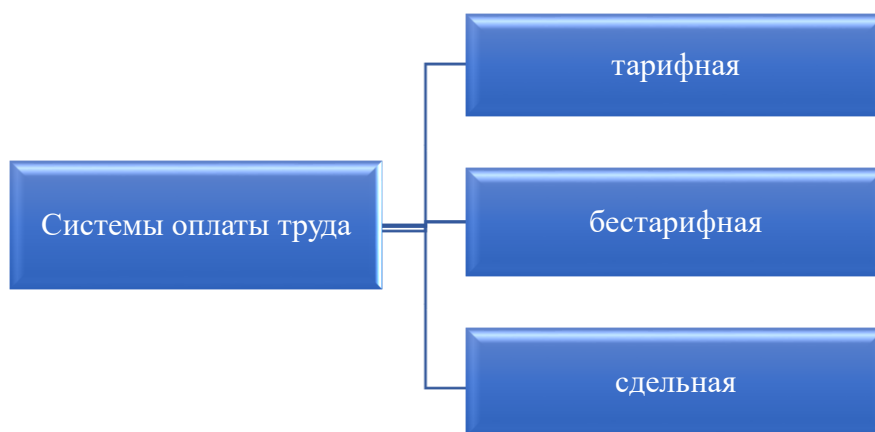 Системы оплаты труда
тарифная
бестарифная
сдельная